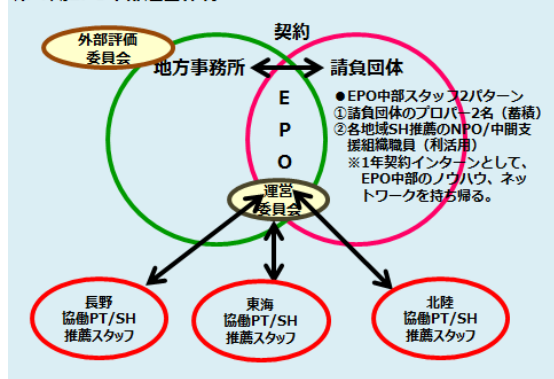 外部評価
委員会
契約
地方事務所
請負団体
E
P
O
●EPO中部スタッフ2パターン
①請負団体のプロパー2名（蓄積）
②各地域SH推薦のNPO/中間支
援組織職員（利活用）
※1年契約インターンとして、
EPO中部のノウハウ、ネッ
トワークを持ち帰る。
運営
委員会
長野
協働PT/SH
推薦スタッフ
東海
協働PT/SH
推薦スタッフ
北陸
協働PT/SH
推薦スタッフ